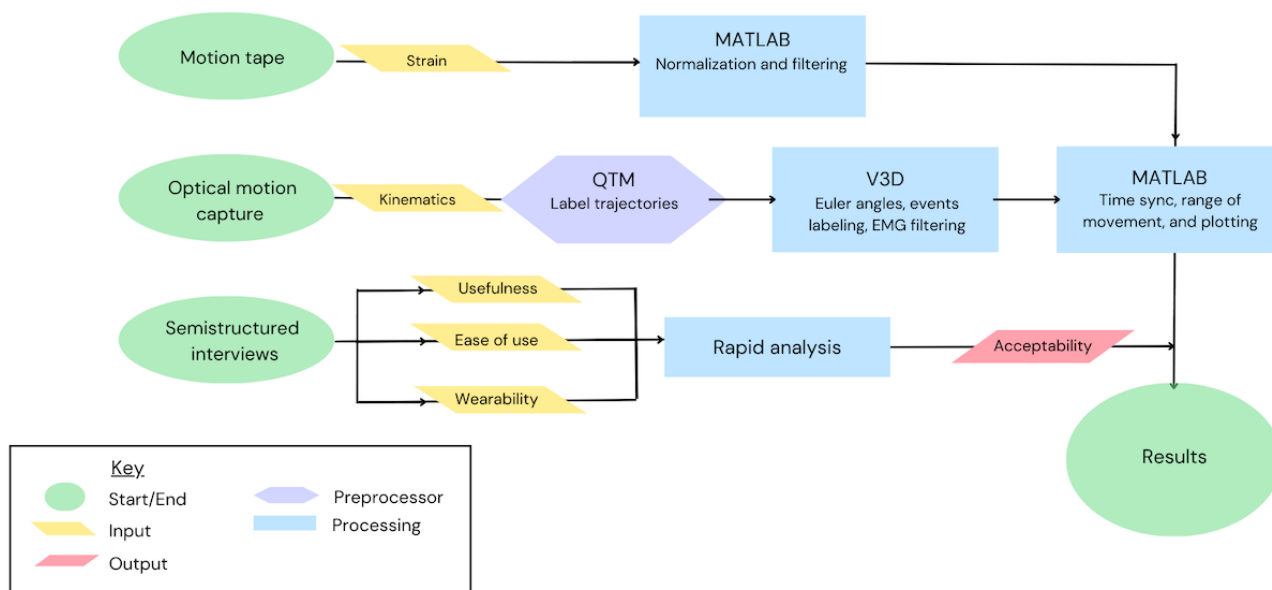 Motion tape
Strain
MATLAB
Normalization and filtering
Optical motion
capture
Kinematics
QTM
Label trajectories
V3D
Euler angles, events
labeling, EMG filtering
MATLAB
Time sync, range of
movement, and plotting
Semistructured
interviews
Usefulness
Ease of use
Wearability
Rapid analysis
Acceptability
Results
Key
Start/End
Input
Output
Preprocessor
Processing